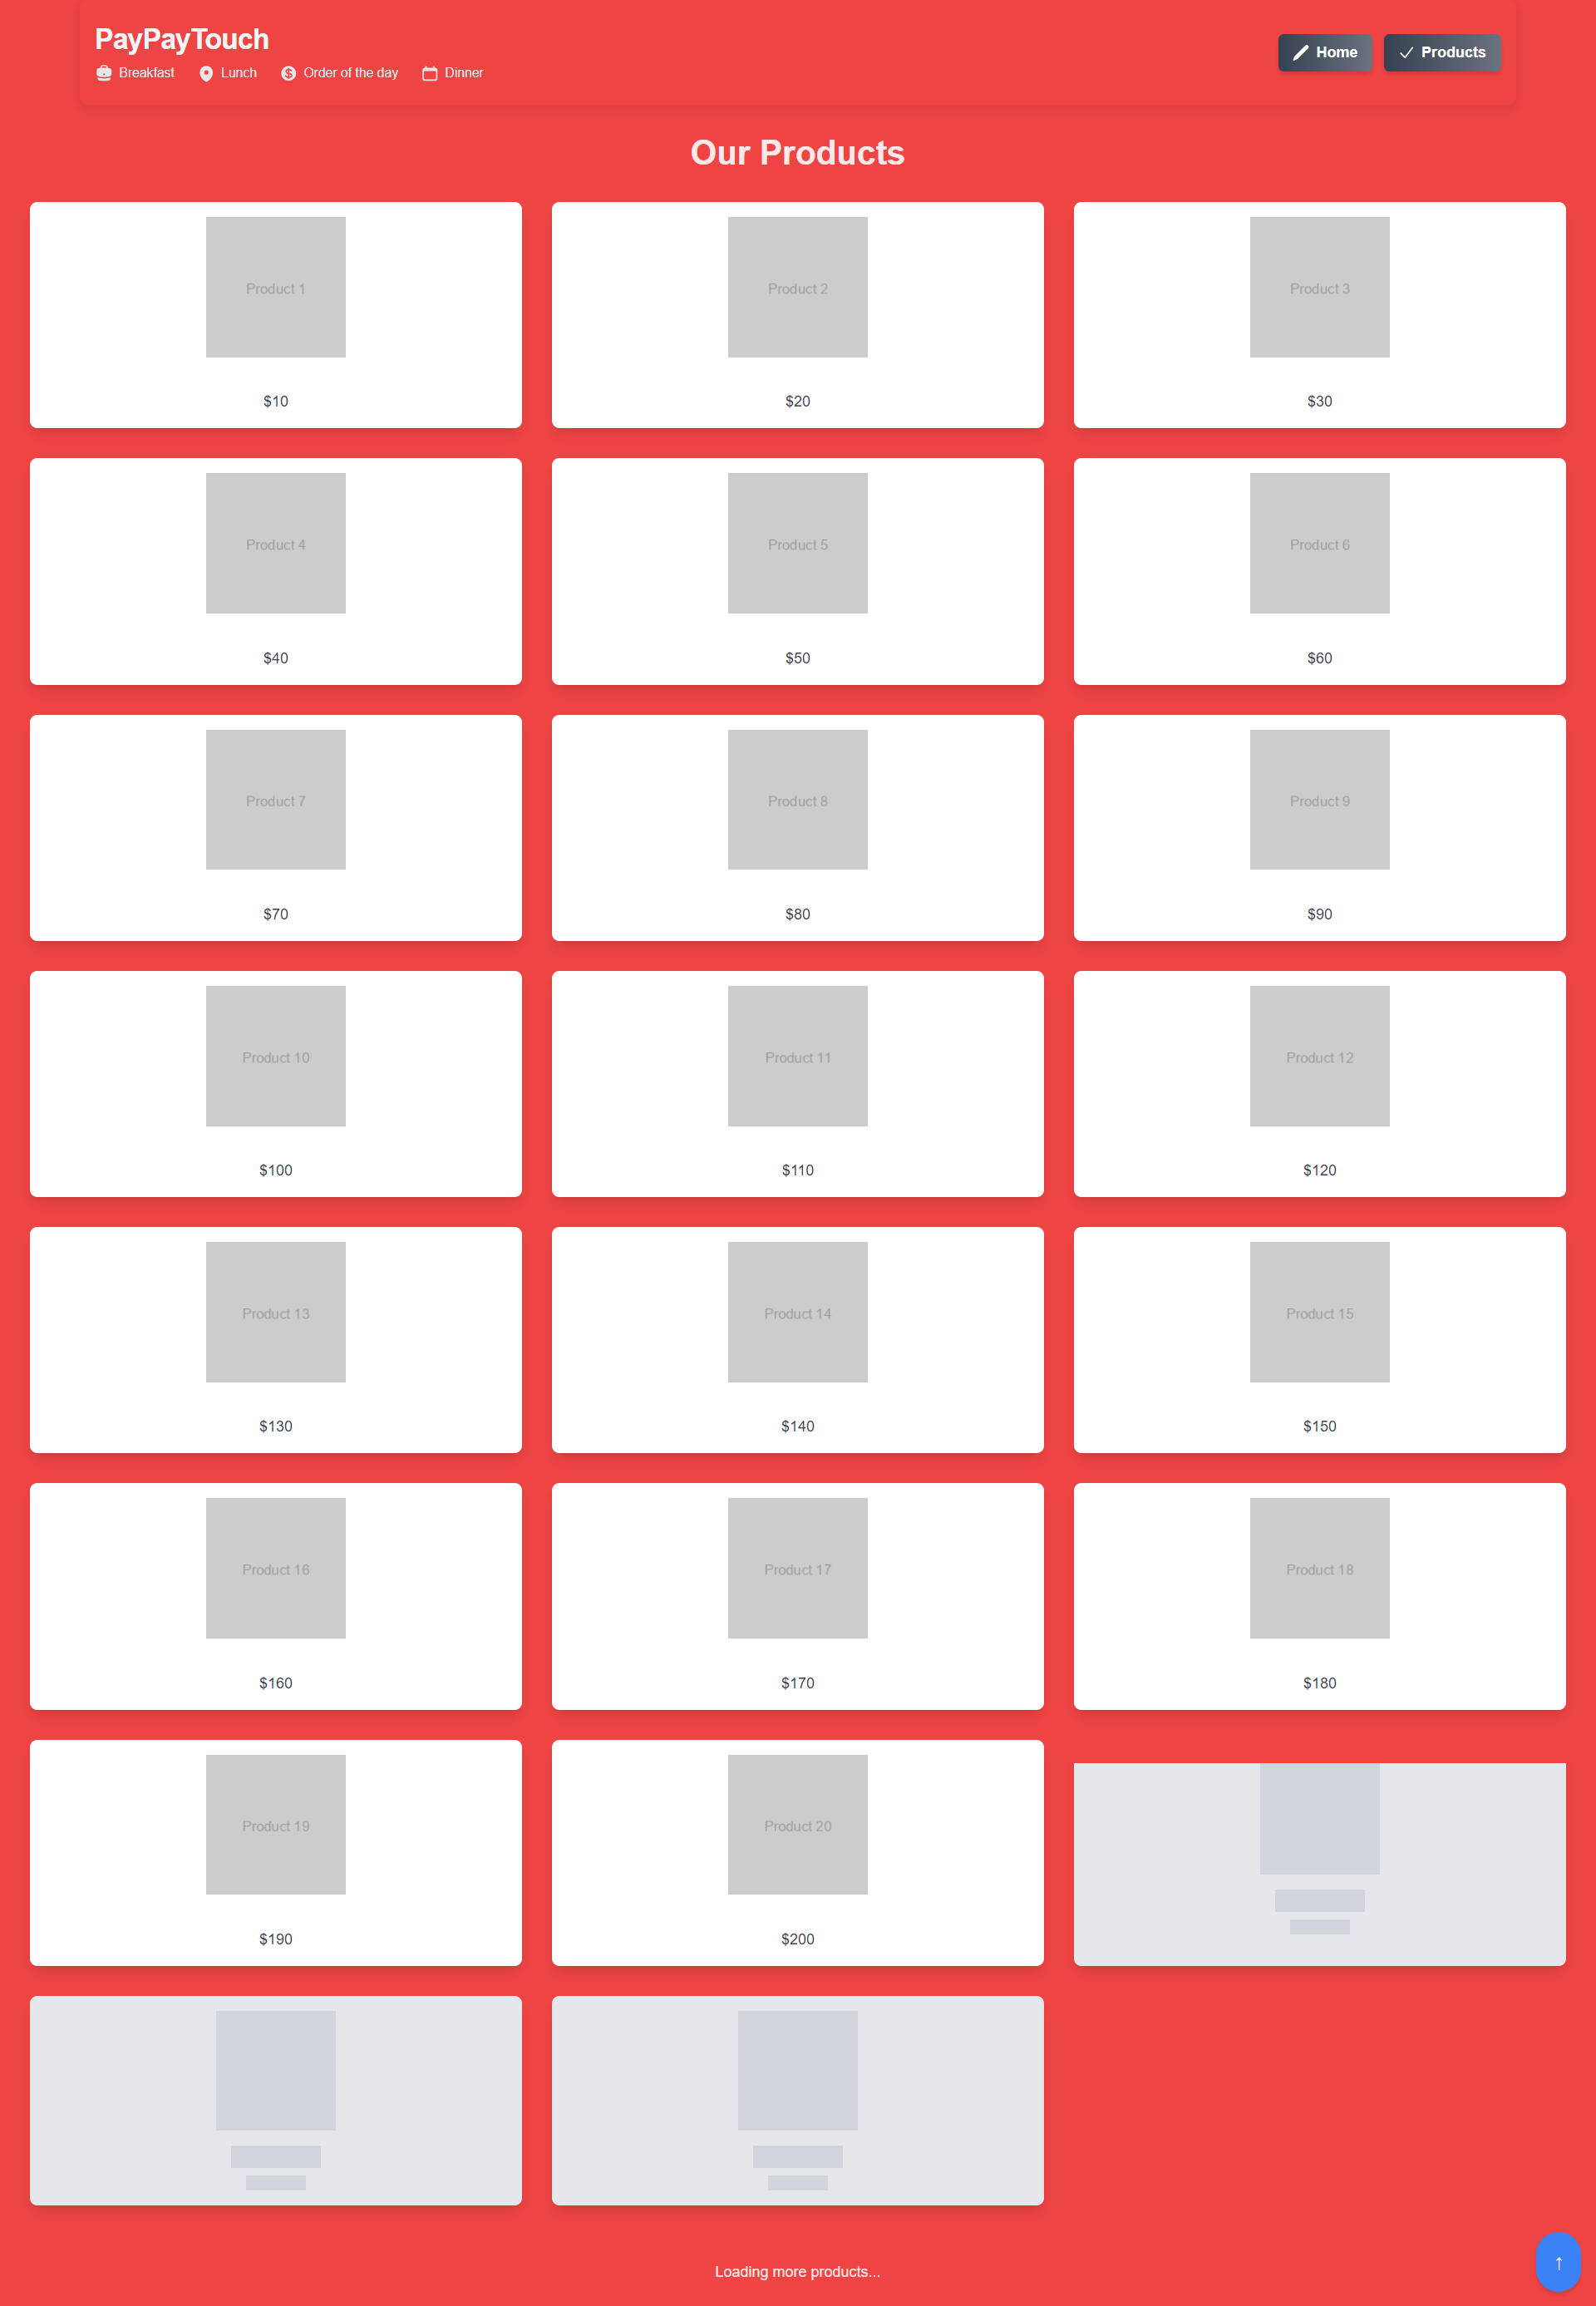 PayPayTouch
Breakfast Lunch Order of the day Dinner
Home Products
Our Products
Product 1 Product 2 Product 3
$10 $20 $30
Product 4 Product 5 Product 6
$40 $50 $60
Product 7 Product 8 Product 9
$70 $80 $90
Product 10 Product 11 Product 12
$100 $110 $120
Product 13 Product 14 Product 15
$130 $140 $150
Product 16 Product 17 Product 18
$160 $170 $180
Product 19 Product 20
$190 $200
Loading more products...
↑